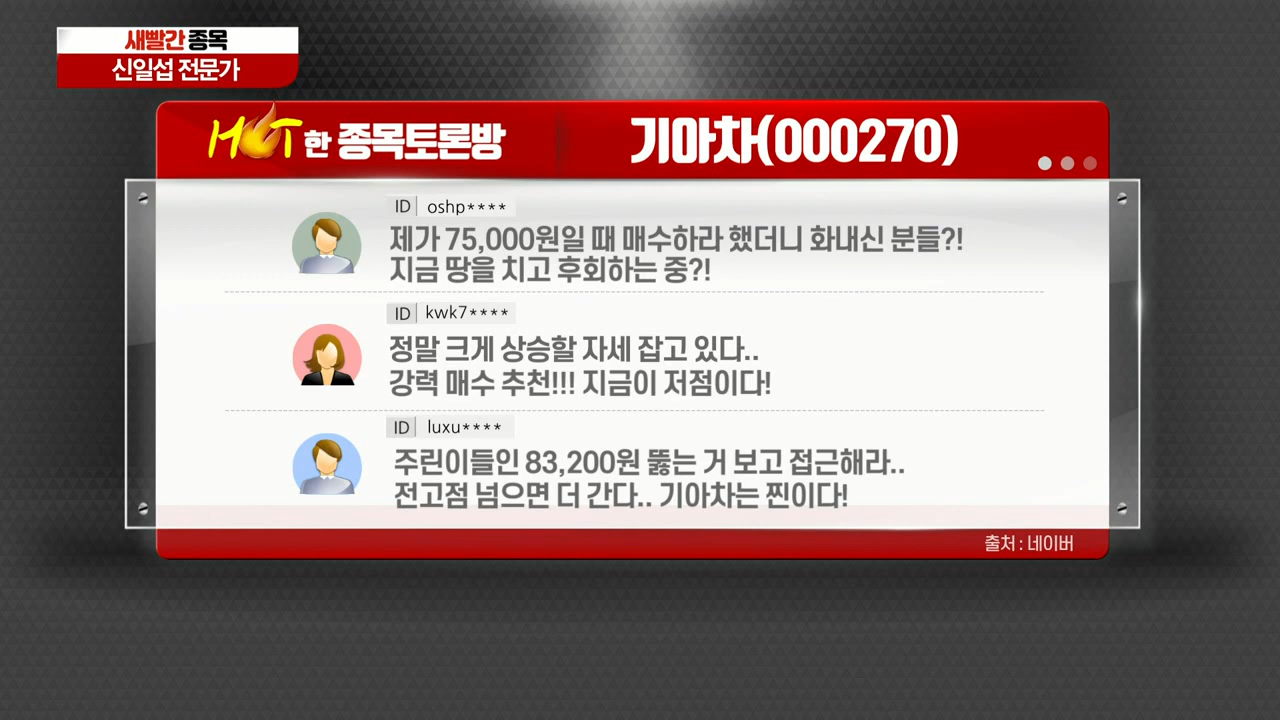 새빨간 종목
신일섭 전문가
HOT한 종목토론방
기아차(000270)
ID oshp****
제가 75,000원일 때 매수하라 했더니 화내신 분들?!
지금 땅을 치고 후회하는 중?!
ID kwk7****
정말 크게 상승할 자세 잡고 있다..
강력 매수 추천!!! 지금이 저점이다!
ID luxu****
주린이들인 83,200원 뚫는 거 보고 접근해라..
전고점 넘으면 더 간다.. 기아차는 찐이다!
출처 : 네이버